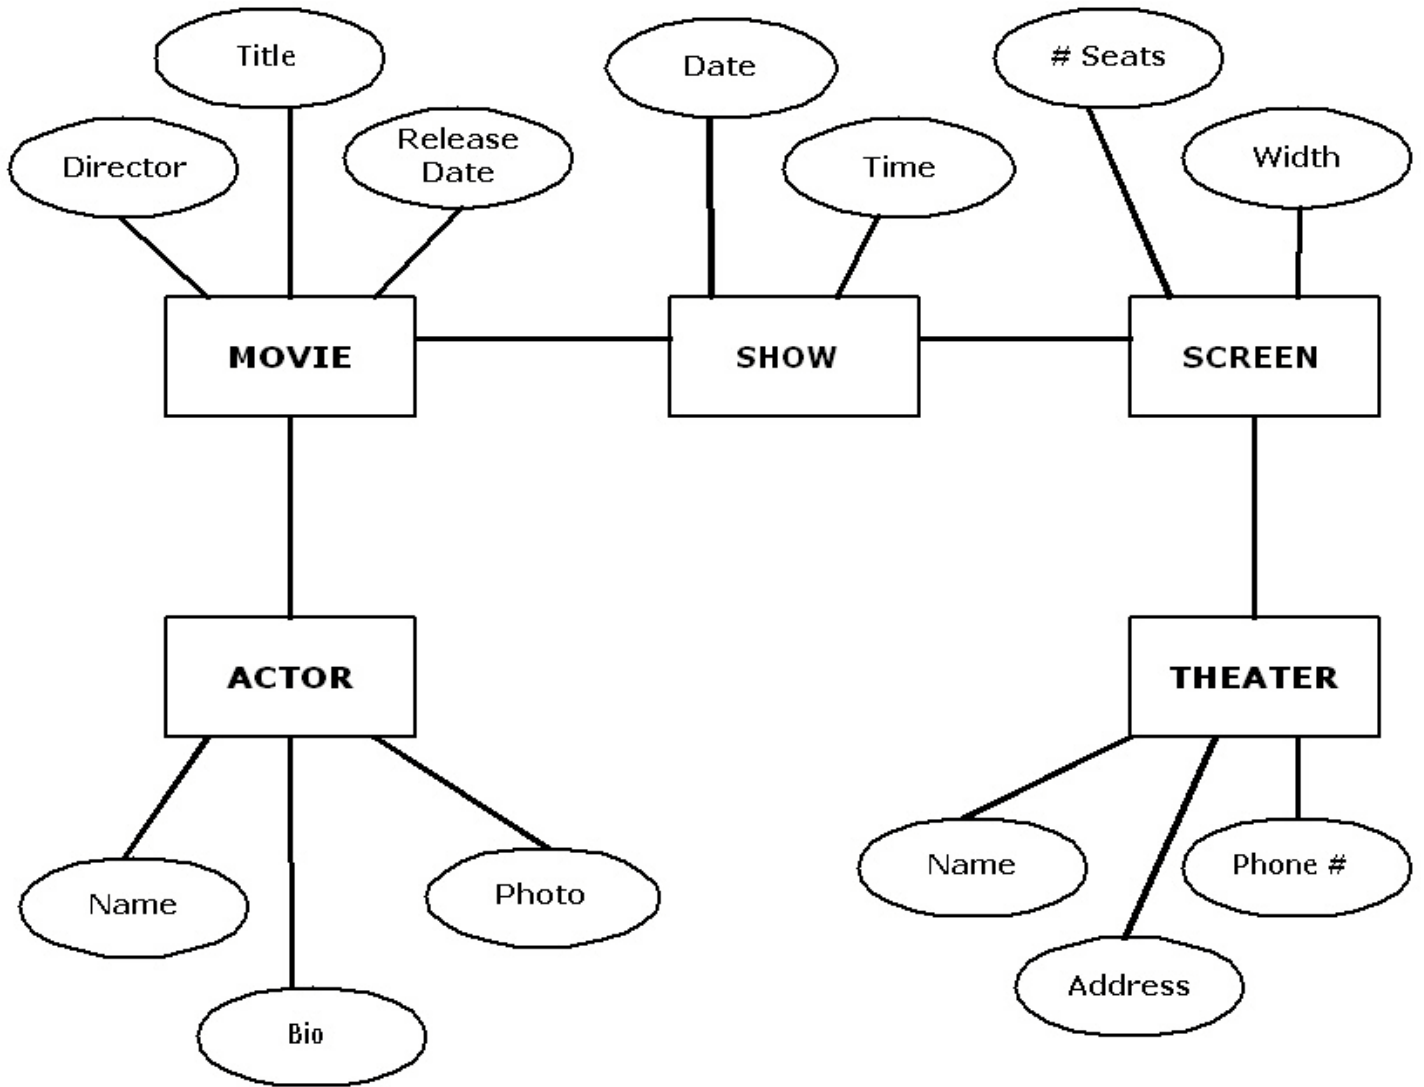 Title
Date
# Seats
Director
Release
Date
Time
Width
MOVIE
SHOW
SCREEN
ACTOR
THEATER
Name
Photo
Name
Phone #
Address
Bio